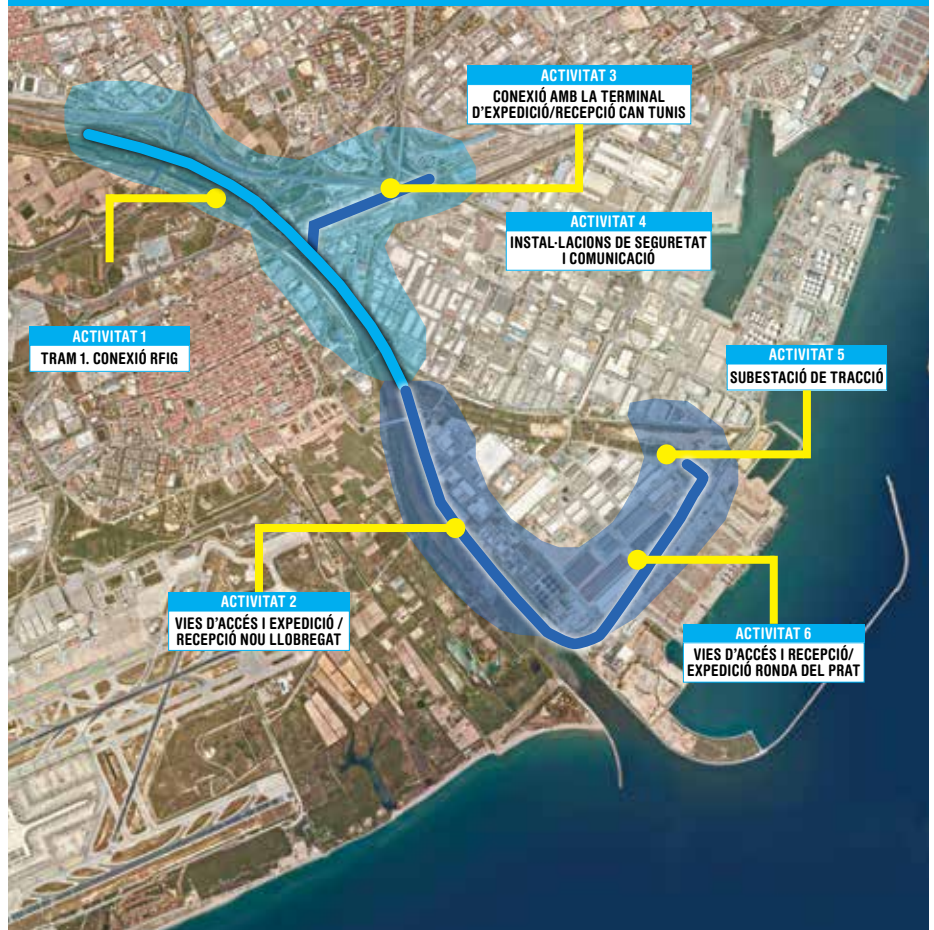 ACTIVITAT 3
CONEXIÓ AMB LA TERMINAL
D'EXPEDICIÓ/RECEPCIÓ CAN TUNIS
ACTIVITAT 4
INSTAL·LACIONS DE SEGURETAT
I COMUNICACIÓ
ACTIVITAT 1
TRAM 1. CONEXIÓ RFIG
ACTIVITAT 5
SUBESTACIÓ DE TRACCIÓ
ACTIVITAT 2
VIES D'ACCÉS I EXPEDICIÓ /
RECEPCIÓ NOU LLOBREGAT
ACTIVITAT 6
VIES D'ACCÉS I RECEPCIÓ/
EXPEDICIÓ RONDA DEL PRAT